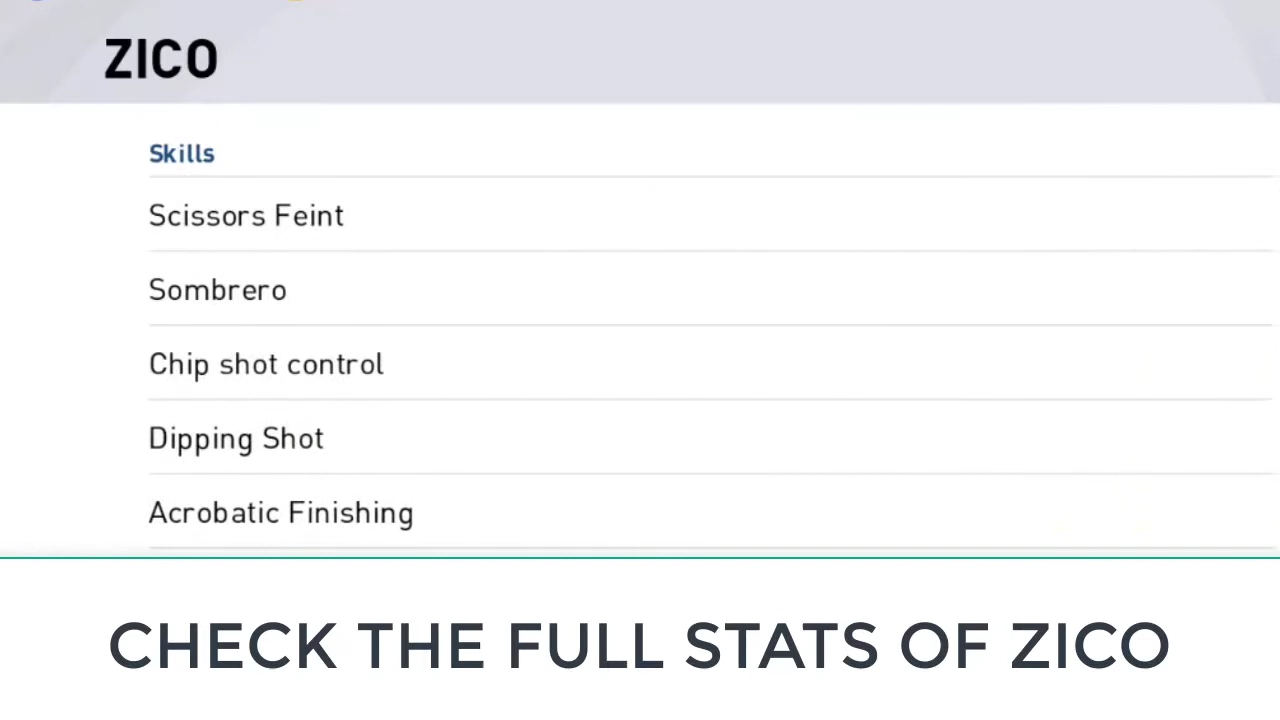 ZICO
Skills
Scissors Feint
Sombrero
Chip shot control
Dipping Shot
Acrobatic Finishing
CHECK THE FULL STATS OF ZICO